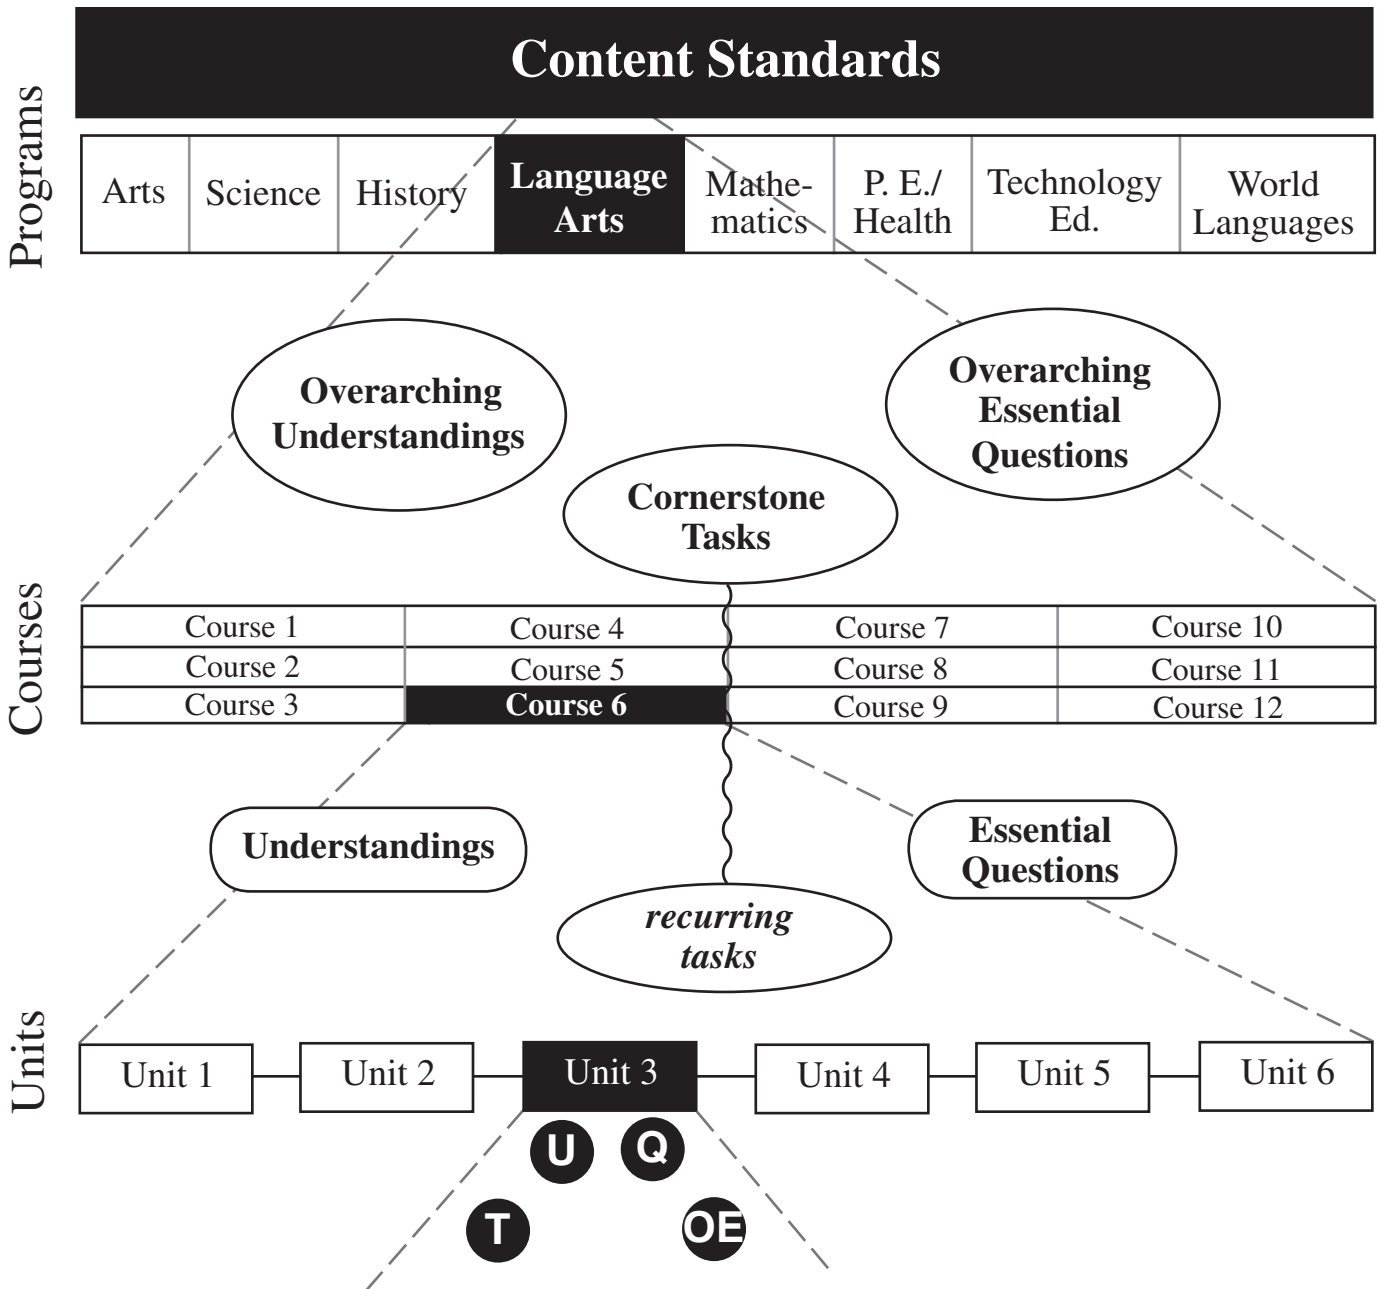 Content Standards
Programs
Arts
Science
History
Language
Arts
Mathe-
matics
P. E./
Health
Technology
Ed.
World
Languages
Overarching
Understandings
Overarching
Essential
Questions
Cornerstone
Tasks
Courses
Course 1
Course 4
Course 7
Course 10
Course 2
Course 5
Course 8
Course 11
Course 3
Course 6
Course 9
Course 12
Understandings
Essential
Questions
recurring
tasks
Units
Unit 1
Unit 2
Unit 3
Unit 4
Unit 5
Unit 6
U
Q
T
OE